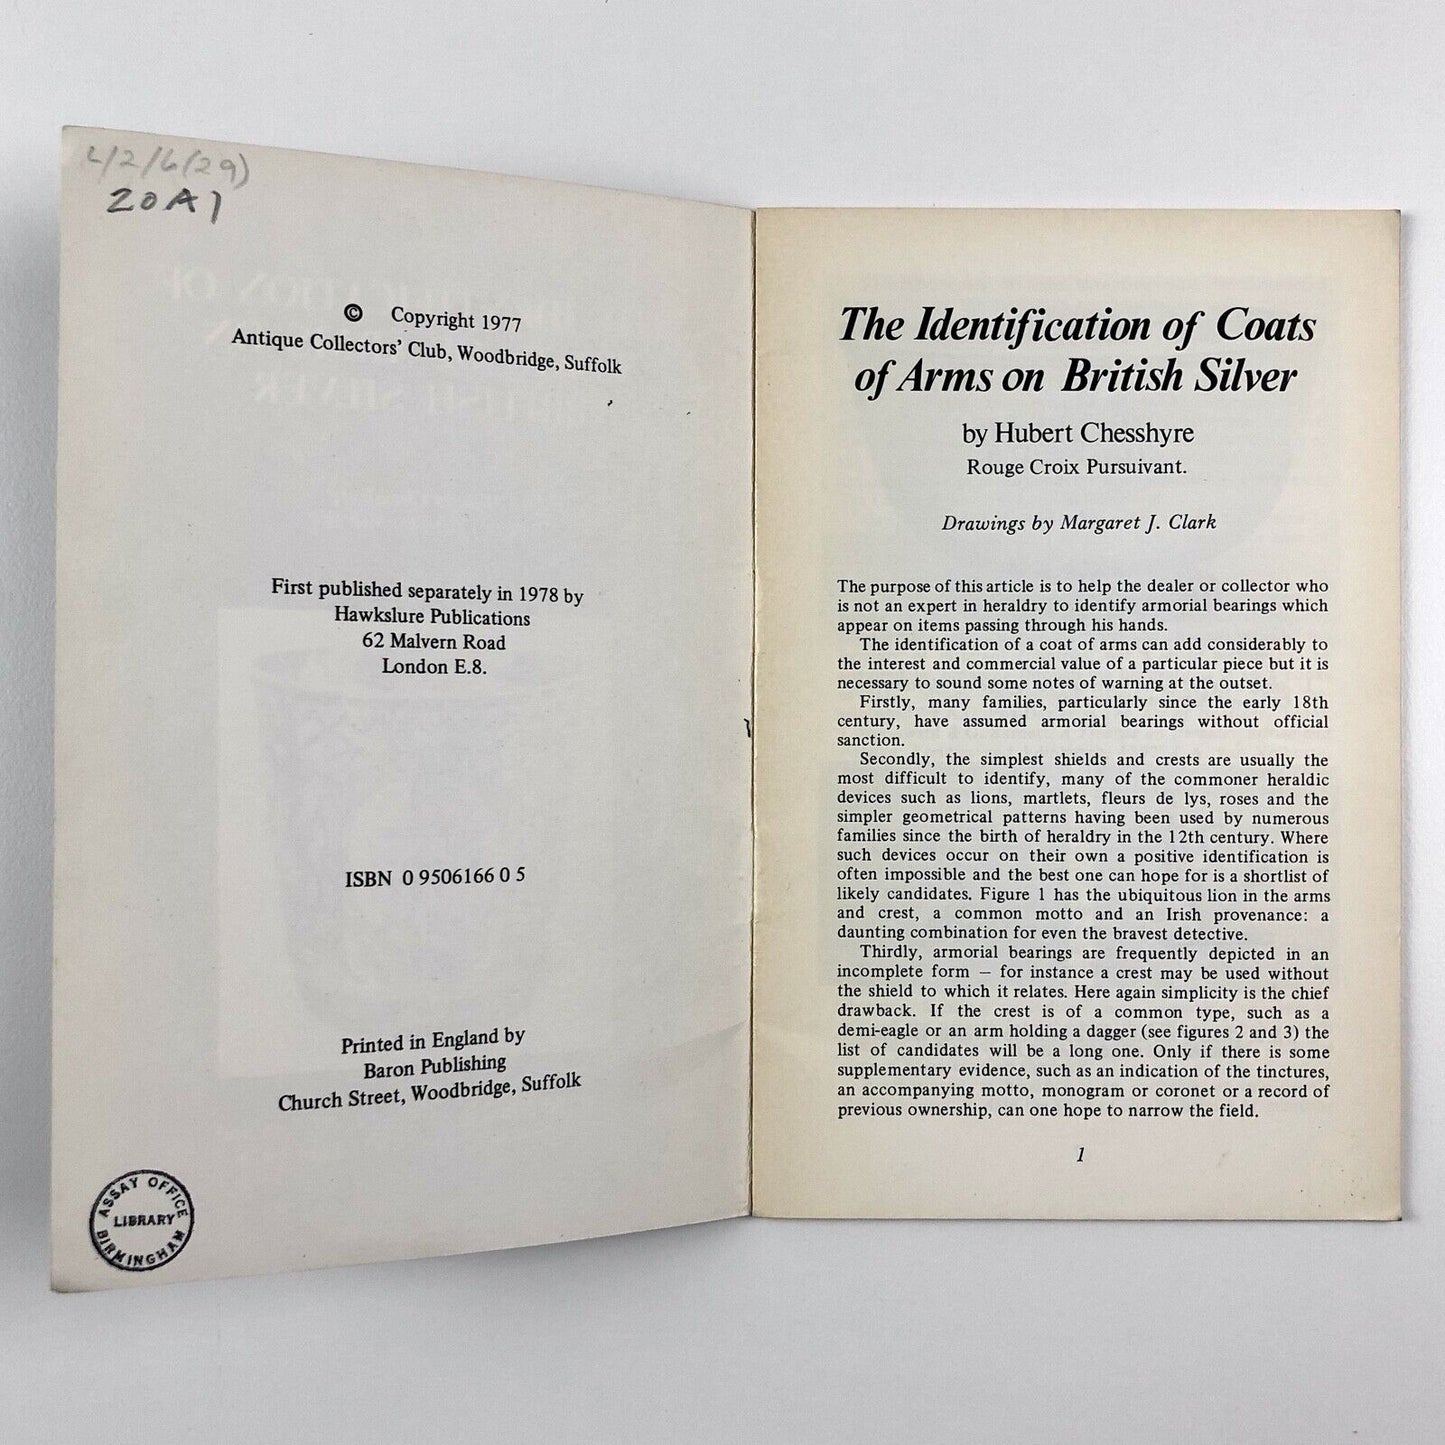 L/2/6(29)
20A1
© Copyright 1977
Antique Collectors' Club, Woodbridge, Suffolk
First published separately in 1978 by
Hawkslure Publications
62 Malvern Road
London E.8.
ISBN 0 9506166 0 5
Printed in England by
Baron Publishing
Church Street, Woodbridge, Suffolk
ASSAY OFFICE
LIBRARY
BIRMINGHAM
The Identification of Coats
of Arms on British Silver
by Hubert Chesshyre
Rouge Croix Pursuivant.
Drawings by Margaret J. Clark
The purpose of this article is to help the dealer or collector who
is not an expert in heraldry to identify armorial bearings which
appear on items passing through his hands.
The identification of a coat of arms can add considerably to
the interest and commercial value of a particular piece but it is
necessary to sound some notes of warning at the outset.
Firstly, many families, particularly since the early 18th
century, have assumed armorial bearings without official
sanction.
Secondly, the simplest shields and crests are usually the
most difficult to identify, many of the commoner heraldic
devices such as lions, martlets, fleurs de lys, roses and the
simpler geometrical patterns having been used by numerous
families since the birth of heraldry in the 12th century. Where
such devices occur on their own a positive identification is
often impossible and the best one can hope for is a shortlist of
likely candidates. Figure 1 has the ubiquitous lion in the arms
and crest, a common motto and an Irish provenance: a
daunting combination for even the bravest detective.
Thirdly, armorial bearings are frequently depicted in an
incomplete form – for instance a crest may be used without
the shield to which it relates. Here again simplicity is the chief
drawback. If the crest is of a common type, such as a
demi-eagle or an arm holding a dagger (see figures 2 and 3) the
list of candidates will be a long one. Only if there is some
supplementary evidence, such as an indication of the tinctures,
an accompanying motto, monogram or coronet or a record of
previous ownership, can one hope to narrow the field.
1